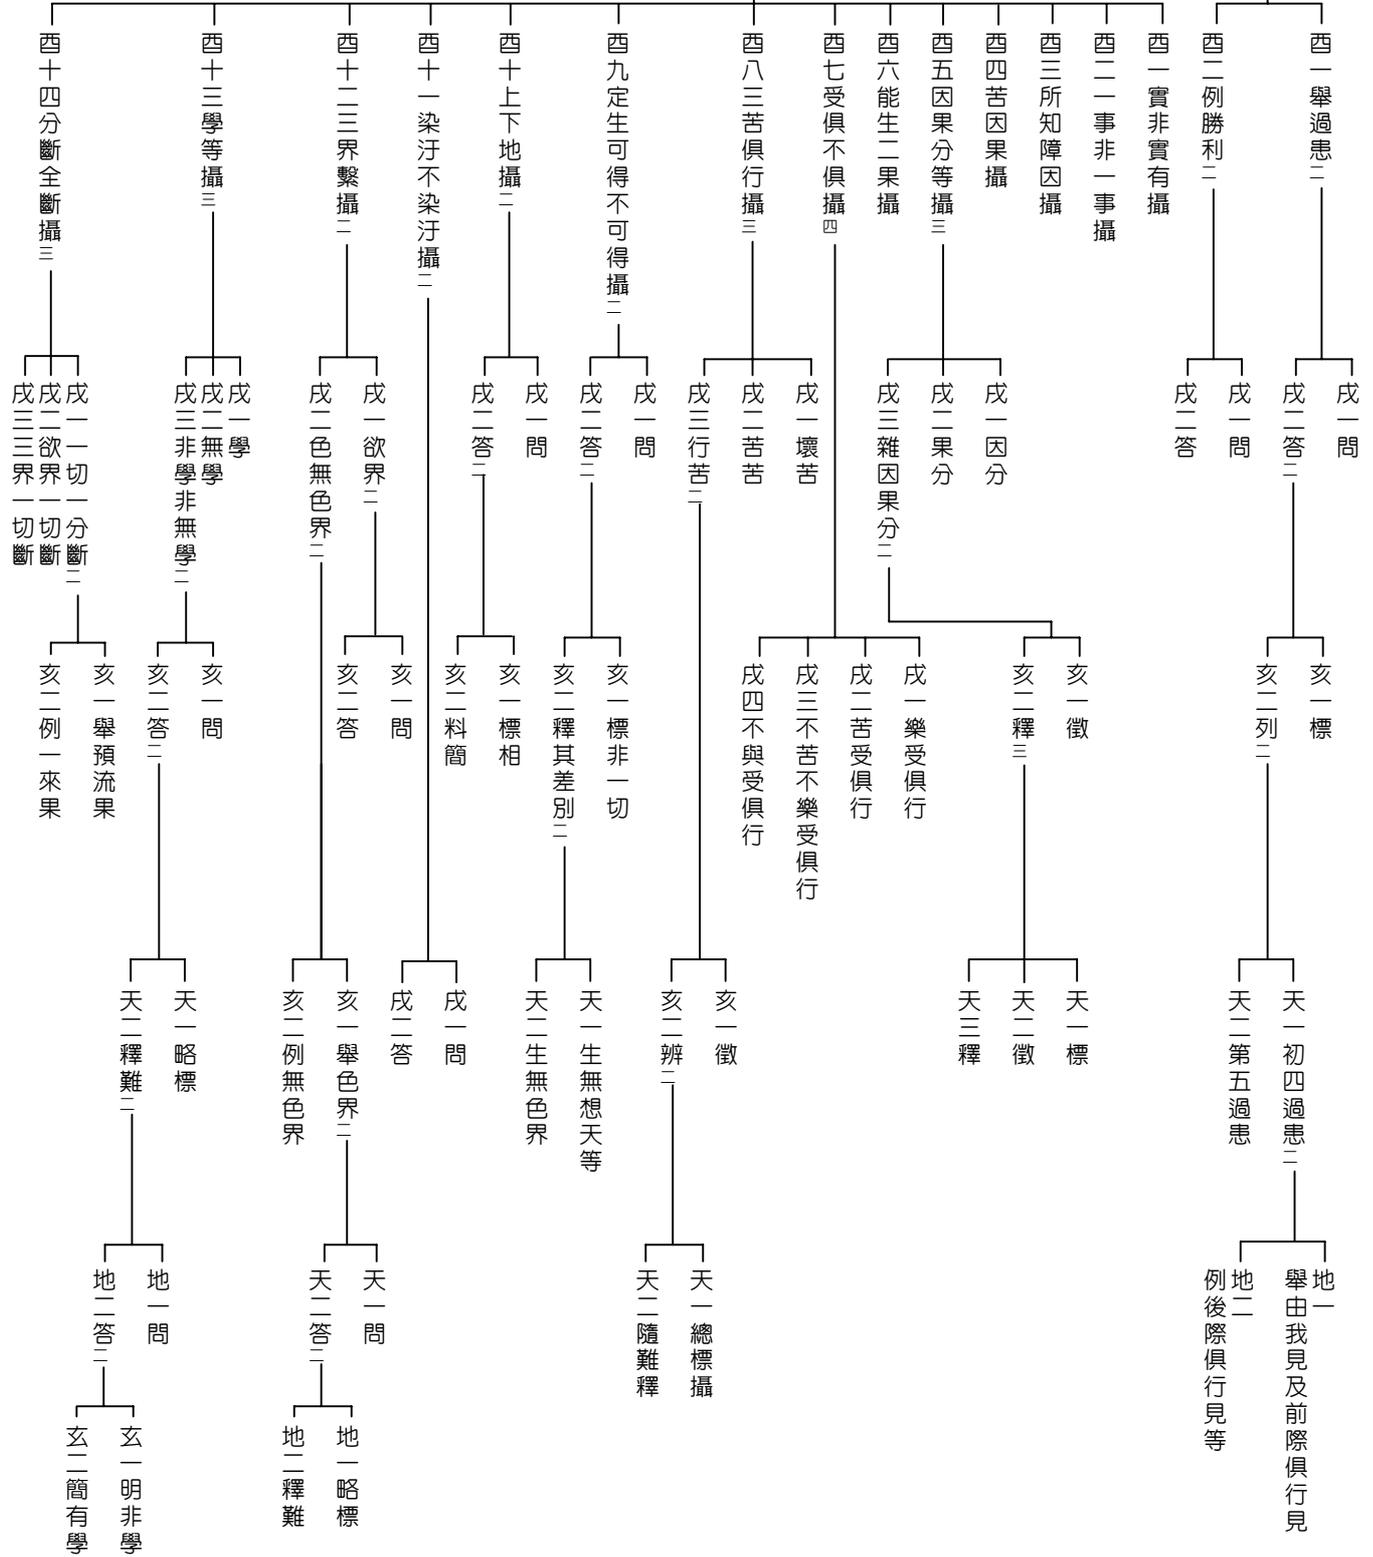 酉一舉過患二
酉二例勝利二
酉一實非實有攝
酉二一事非一事攝
酉三所知障因攝
酉四苦因果攝
酉五因果分等攝三
酉六能生二果攝
酉七受俱不俱攝四
酉八三苦俱行攝三
酉九定生可得不可得攝二
酉十上下地攝二
酉十一染汙不染汙攝二
酉十二三界繫攝二
酉十三學等攝三
酉十四分斷全斷攝三
戌一問
戌二答二
戌一問
戌二答
戌一因分
戌二果分
戌三雜因果分二
戌一壞苦
戌二苦苦
戌三行苦二
戌一問
戌二答二
戌一問
戌二答二
戌一欲界二
戌二色無色界二
戌一學
戌二無學
戌三非學非無學二
戌一一切一分斷二
戌二欲界一切斷
戌三三界一切斷
亥一標
亥二列二
亥一徵
亥二釋三
戌一樂受俱行
戌二苦受俱行
戌三不苦不樂受俱行
戌四不與受俱行
亥一標非一切
亥二釋其差別二
亥一標相
亥二料簡
亥一問
亥二答
亥一問
亥二答二
亥一舉預流果
亥二例一來果
天一初四過患二
天二第五過患
天一標
天二徵
天三釋
亥一徵
亥二辨二
天一生無想天等
天二生無色界
戌一問
戌二答
亥一舉色界二
亥二例無色界
天一略標
天二釋難二
地一
舉由我見及前際俱行見
地二
例後際俱行見等
天一總標攝
天二隨難釋
天一問
天二答二
地一問
地二答二
地一略標
地二釋難
玄一明非學
玄二簡有學